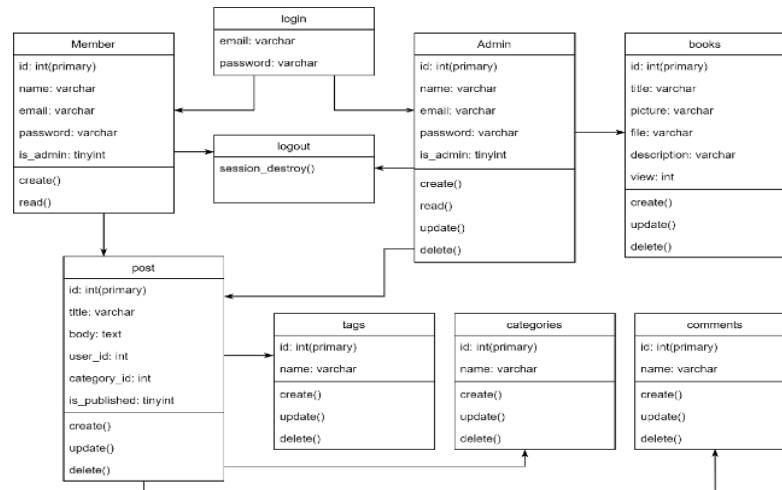 login
email: varchar
password: varchar
Member
id: int(primary)
name: varchar
email: varchar
password: varchar
is_admin: tinyint
create()
read()
Admin
id: int(primary)
name: varchar
email: varchar
password: varchar
is_admin: tinyint
create()
read()
update()
delete()
books
id: int(primary)
title: varchar
picture: varchar
file: varchar
description: varchar
view: int
create()
update()
delete()
logout
session_destroy()
post
id: int(primary)
title: varchar
body: text
user_id: int
category_id: int
is_published: tinyint
create()
update()
delete()
tags
id: int(primary)
name: varchar
create()
update()
delete()
categories
id: int(primary)
name: varchar
create()
update()
delete()
comments
id: int(primary)
name: varchar
create()
update()
delete()